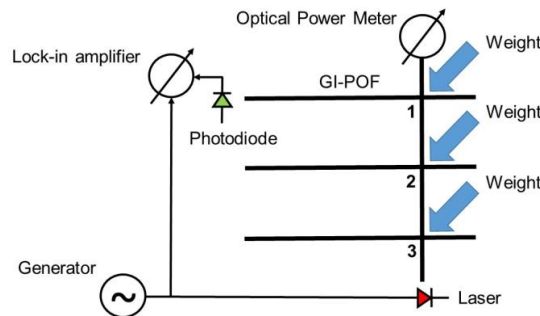 Optical Power Meter
Weight
Lock-in amplifier
GI-POF
1
Weight
Photodiode
2
Weight
3
Generator
~
Laser